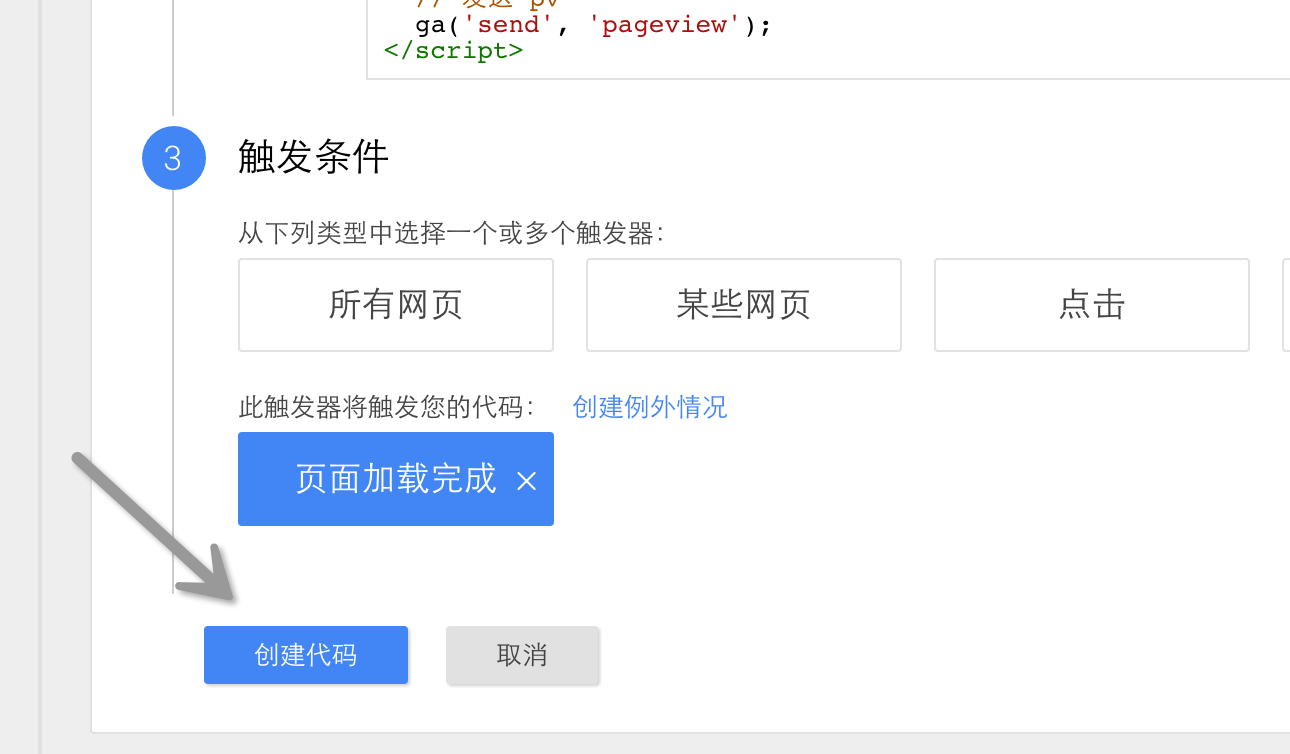 // 发送 pv
ga('send', 'pageview');
</script>
3 触发条件
从下列类型中选择一个或多个触发器：
所有网页 某些网页 点击
此触发器将触发您的代码： 创建例外情况
页面加载完成 ×
创建代码 取消